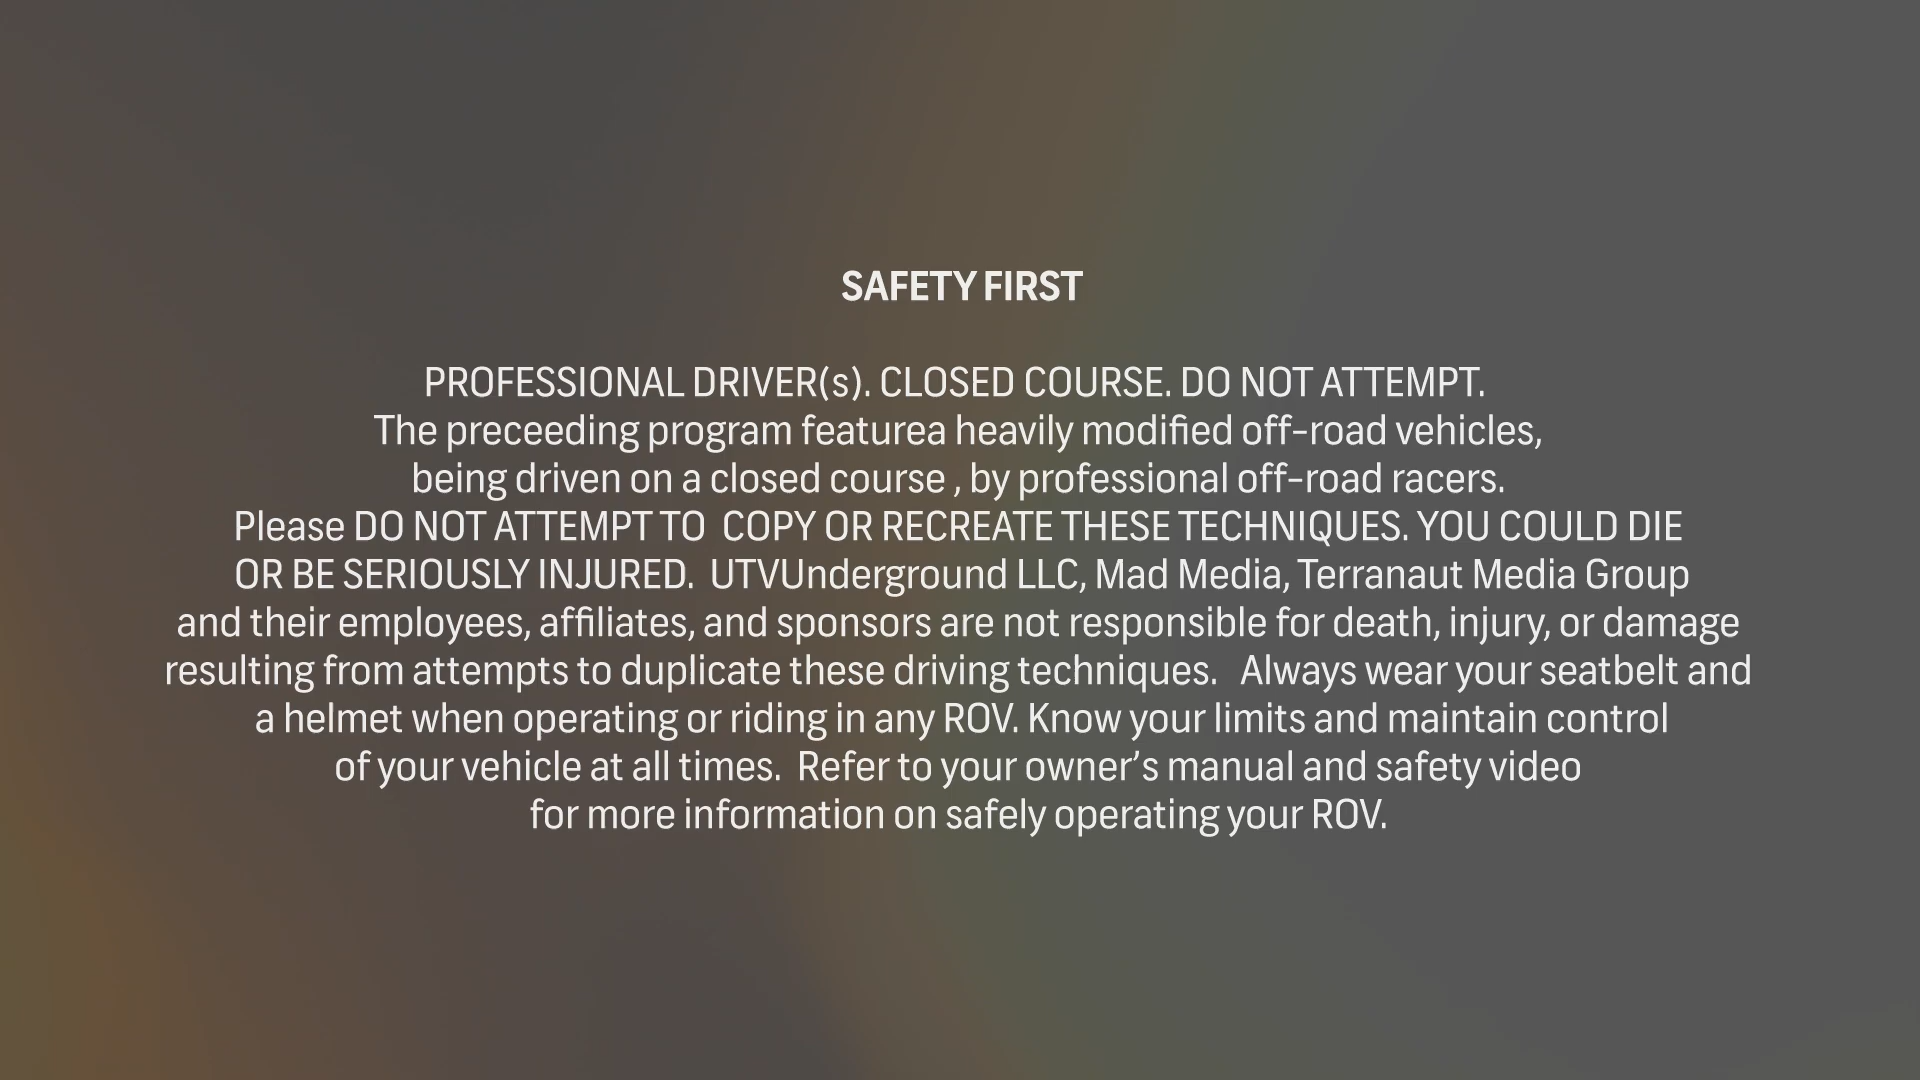 SAFETY FIRST
PROFESSIONAL DRIVER(s). CLOSED COURSE. DO NOT ATTEMPT.
The preceeding program featurea heavily modified off-road vehicles,
being driven on a closed course , by professional off-road racers.
Please DO NOT ATTEMPT TO  COPY OR RECREATE THESE TECHNIQUES. YOU COULD DIE
OR BE SERIOUSLY INJURED.  UTVUnderground LLC, Mad Media, Terranaut Media Group
and their employees, affiliates, and sponsors are not responsible for death, injury, or damage
resulting from attempts to duplicate these driving techniques.   Always wear your seatbelt and
a helmet when operating or riding in any ROV. Know your limits and maintain control
of your vehicle at all times.  Refer to your owner’s manual and safety video
for more information on safely operating your ROV.